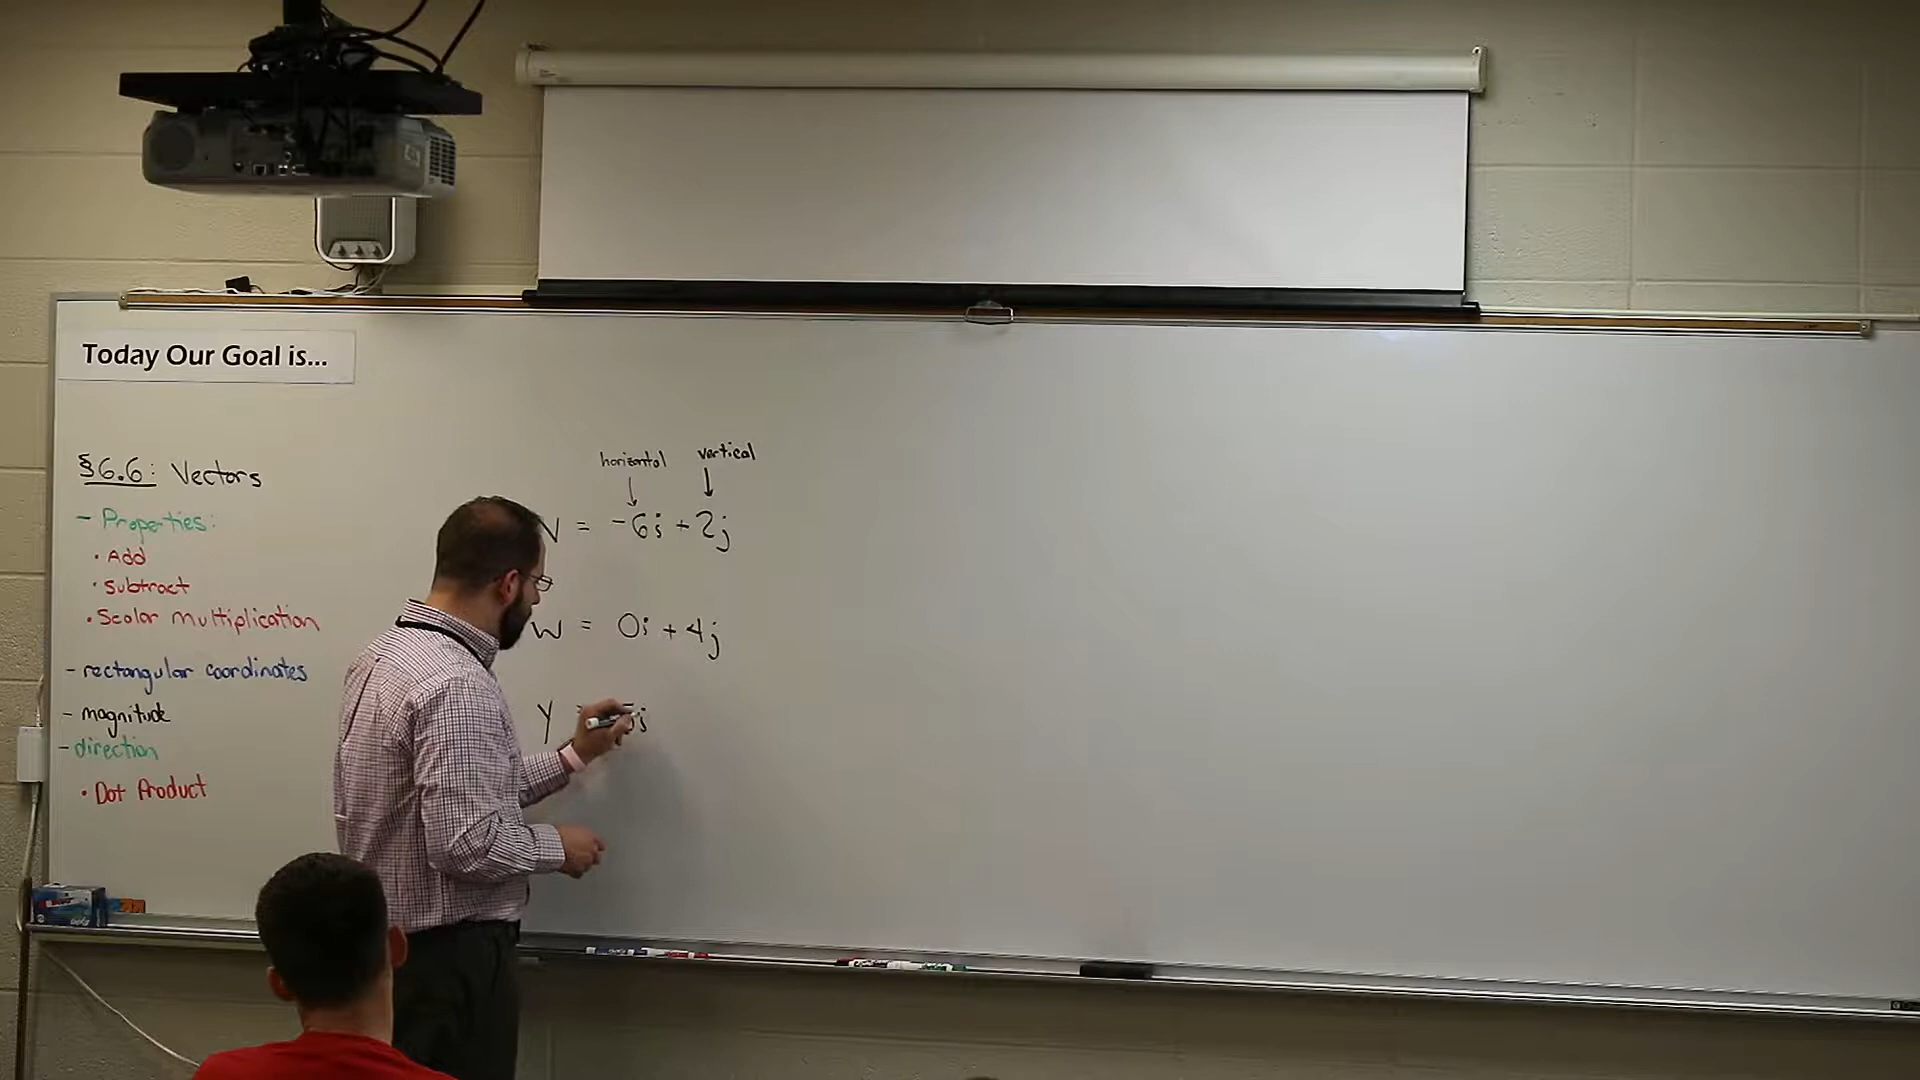 Today Our Goal is...
§6.6: Vectors
- Properties:
• Add
• Subtract
• Scalar multiplication
- rectangular coordinates
- magnitude
- direction
• Dot Product
horizontal vertical
V = -6i + 2j
W = 0i + 4j
Y